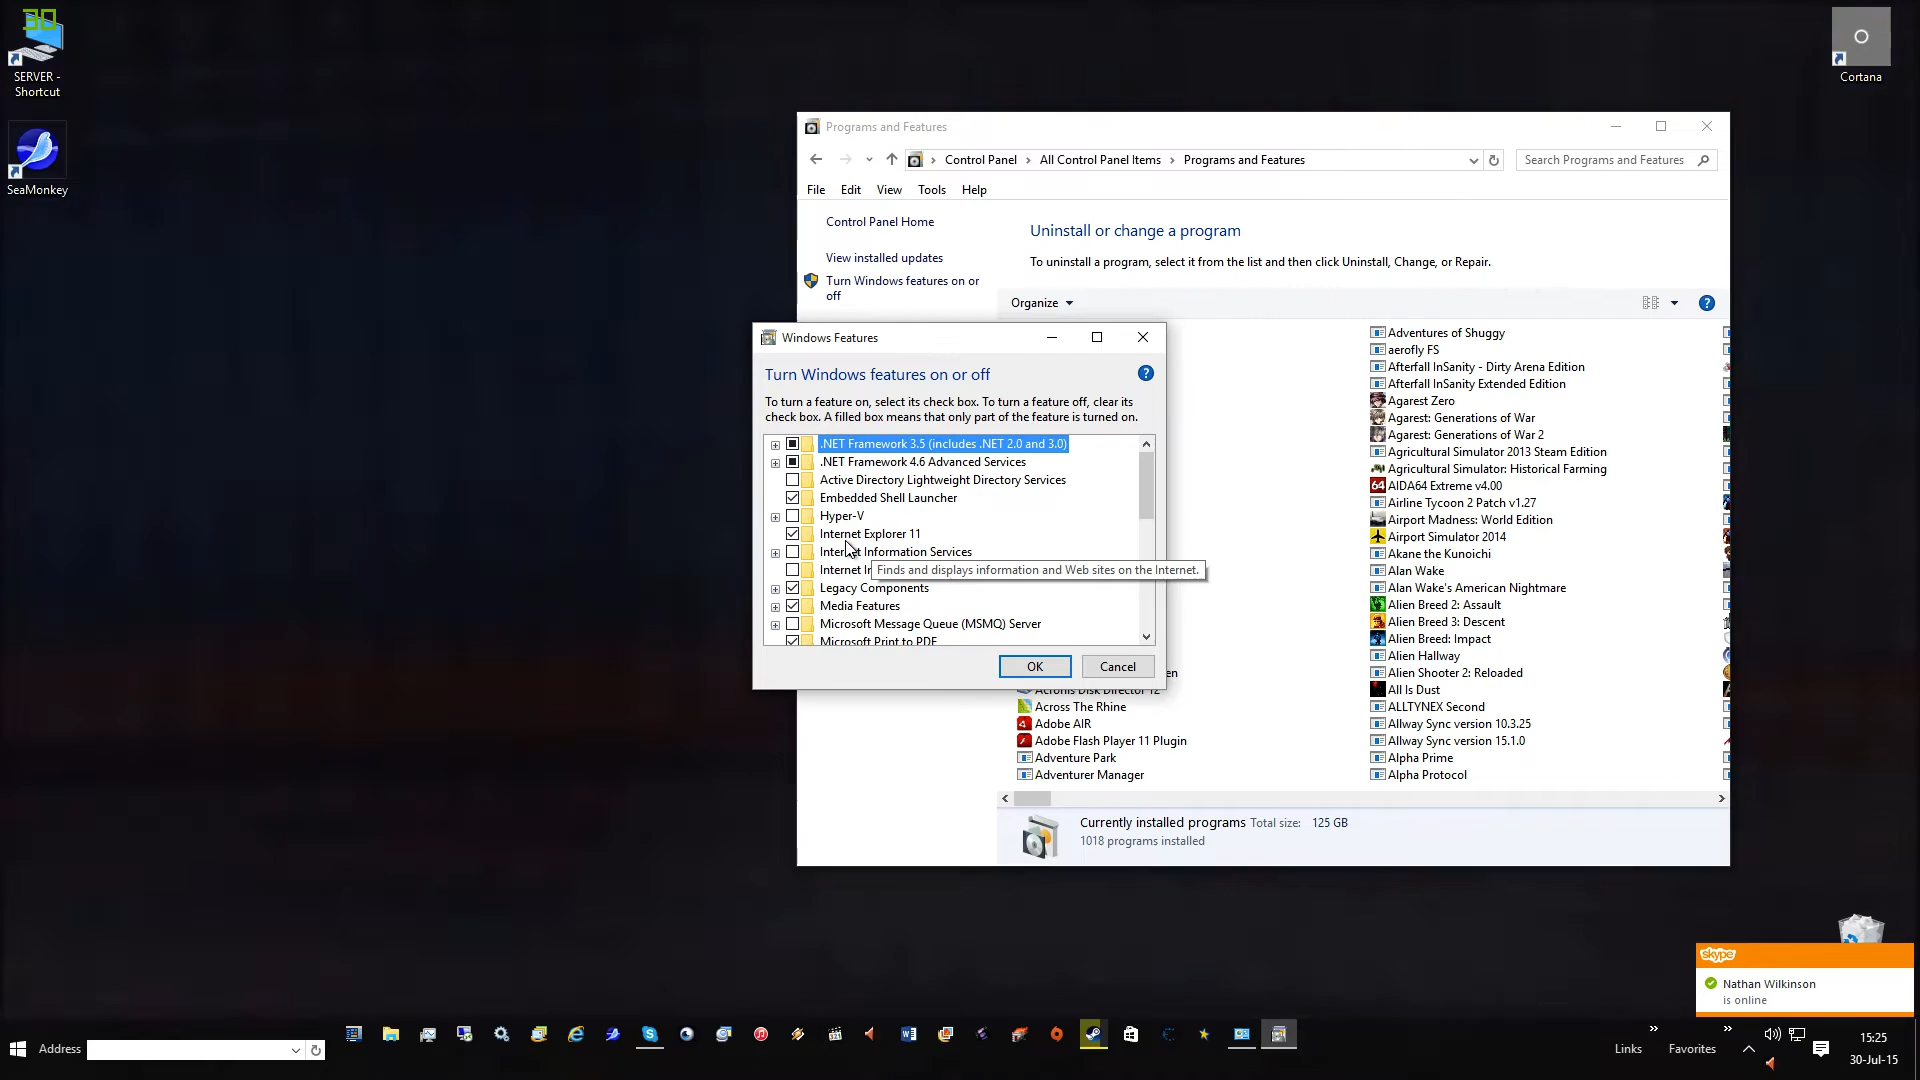 30
SERVER -
Shortcut
SeaMonkey
Cortana
Programs and Features
Control Panel
All Control Panel Items
Programs and Features
Search Programs and Features
File
Edit
View
Tools
Help
Control Panel Home
View installed updates
Turn Windows features on or
off
Uninstall or change a program
To uninstall a program, select it from the list and then click Uninstall, Change, or Repair.
Organize
Windows Features
Turn Windows features on or off
To turn a feature on, select its check box. To turn a feature off, clear its
check box. A filled box means that only part of the feature is turned on.
.NET Framework 3.5 (includes .NET 2.0 and 3.0)
.NET Framework 4.6 Advanced Services
Active Directory Lightweight Directory Services
Embedded Shell Launcher
Hyper-V
Internet Explorer 11
Internet Information Services
Internet I
Finds and displays information and Web sites on the Internet.
Legacy Components
Media Features
Microsoft Message Queue (MSMQ) Server
Microsoft Print to PDF
OK
Cancel
en
Acronis Disk Director 12
Across The Rhine
Adobe AIR
Adobe Flash Player 11 Plugin
Adventure Park
Adventurer Manager
Adventures of Shuggy
aerofly FS
Afterfall InSanity - Dirty Arena Edition
Afterfall InSanity Extended Edition
Agarest Zero
Agarest: Generations of War
Agarest: Generations of War 2
Agricultural Simulator 2013 Steam Edition
Agricultural Simulator: Historical Farming
64 AIDA64 Extreme v4.00
Airline Tycoon 2 Patch v1.27
Airport Madness: World Edition
Airport Simulator 2014
Akane the Kunoichi
Alan Wake
Alan Wake's American Nightmare
Alien Breed 2: Assault
Alien Breed 3: Descent
Alien Breed: Impact
Alien Hallway
Alien Shooter 2: Reloaded
All Is Dust
ALLTYNEX Second
Allway Sync version 10.3.25
Allway Sync version 15.1.0
Alpha Prime
Alpha Protocol
Currently installed programs Total size: 125 GB
1018 programs installed
skype
Nathan Wilkinson
is online
Address
Links
Favorites
15:25
30-Jul-15